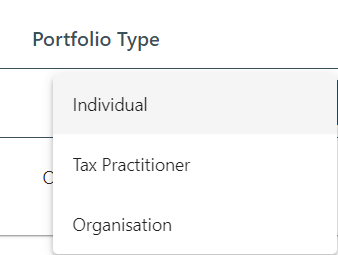 Portfolio Type
Individual
Tax Practitioner
Organisation